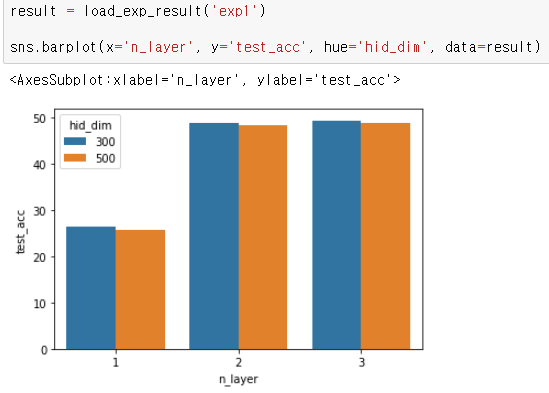 result = load_exp_result('exp1')
sns.barplot(x='n_layer', y='test_acc', hue='hid_dim', data=result)
<AxesSubplot:xlabel='n_layer', ylabel='test_acc'>
50
40
30
20
10
0
test_acc
hid_dim
300
500
1 2 3
n_layer